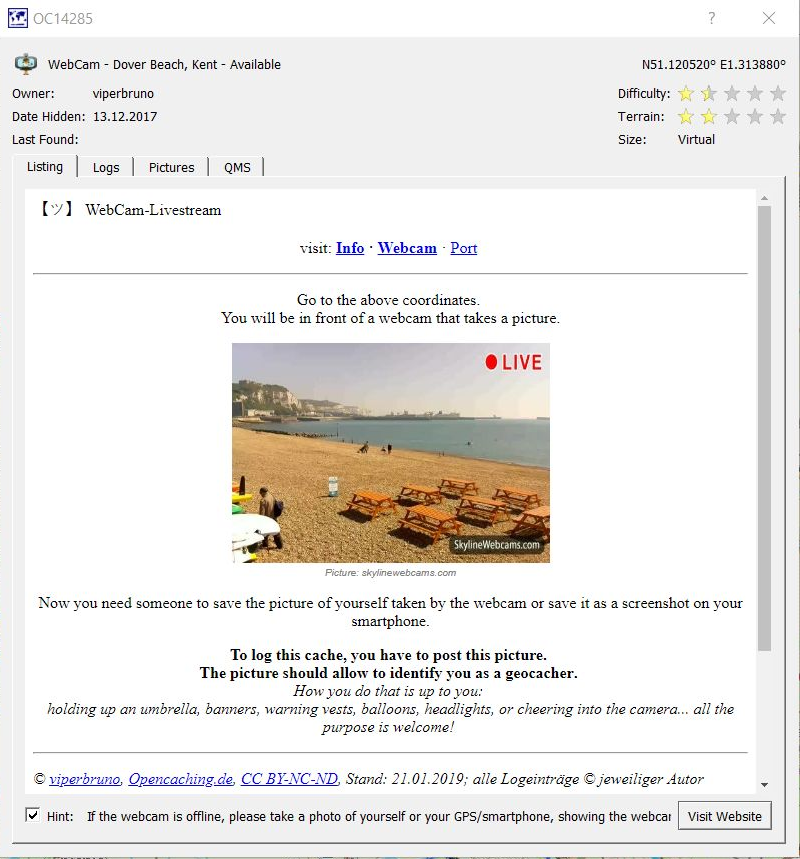 OC14285
WebCam - Dover Beach, Kent - Available
N51.120520° E1.313880°
Owner: viperbruno
Difficulty:
Date Hidden: 13.12.2017
Terrain:
Last Found:
Size: Virtual
Listing Logs Pictures QMS
【ツ】 WebCam-Livestream
visit: Info · Webcam · Port
Go to the above coordinates.
You will be in front of a webcam that takes a picture.
LIVE
SkylineWebcams.com
Picture: skylinewebcams.com
Now you need someone to save the picture of yourself taken by the webcam or save it as a screenshot on your
smartphone.
To log this cache, you have to post this picture.
The picture should allow to identify you as a geocacher.
How you do that is up to you:
holding up an umbrella, banners, warning vests, balloons, headlights, or cheering into the camera... all the
purpose is welcome!
© viperbruno, Opencaching.de, CC BY-NC-ND, Stand: 21.01.2019; alle Logeinträge © jeweiliger Autor
Hint: If the webcam is offline, please take a photo of yourself or your GPS/smartphone, showing the webcar
Visit Website